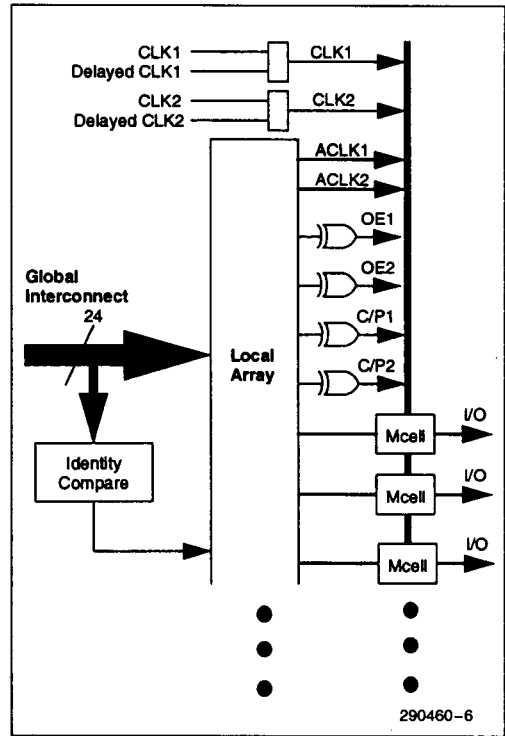 CLK1
CLK1
Delayed CLK1
CLK2
CLK2
Delayed CLK2
ACLK1
ACLK2
OE1
OE2
Global
Interconnect
24
C/P1
Local
Array
C/P2
I/O
Mcell
Identity
Compare
I/O
Mcell
I/O
Mcell
290460-6